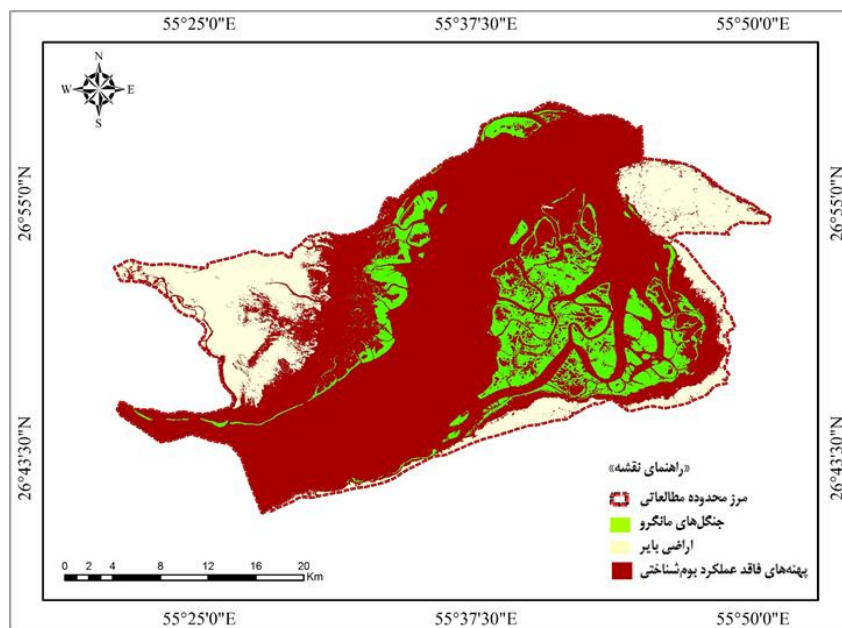 55°25'0"E 55°37'30"E 55°50'0"E
N
W E
S
26°55'0"N 26°55'0"N
26°43'30"N 26°43'30"N
«راهنمای نقشه»
مرز محدوده مطالعاتی
جنگل‌های مانگرو
اراضی بایر
پهنه‌های فاقد عملکرد بوم‌شناختی
0 2 4 8 12 16 20
Km
55°25'0"E 55°37'30"E 55°50'0"E